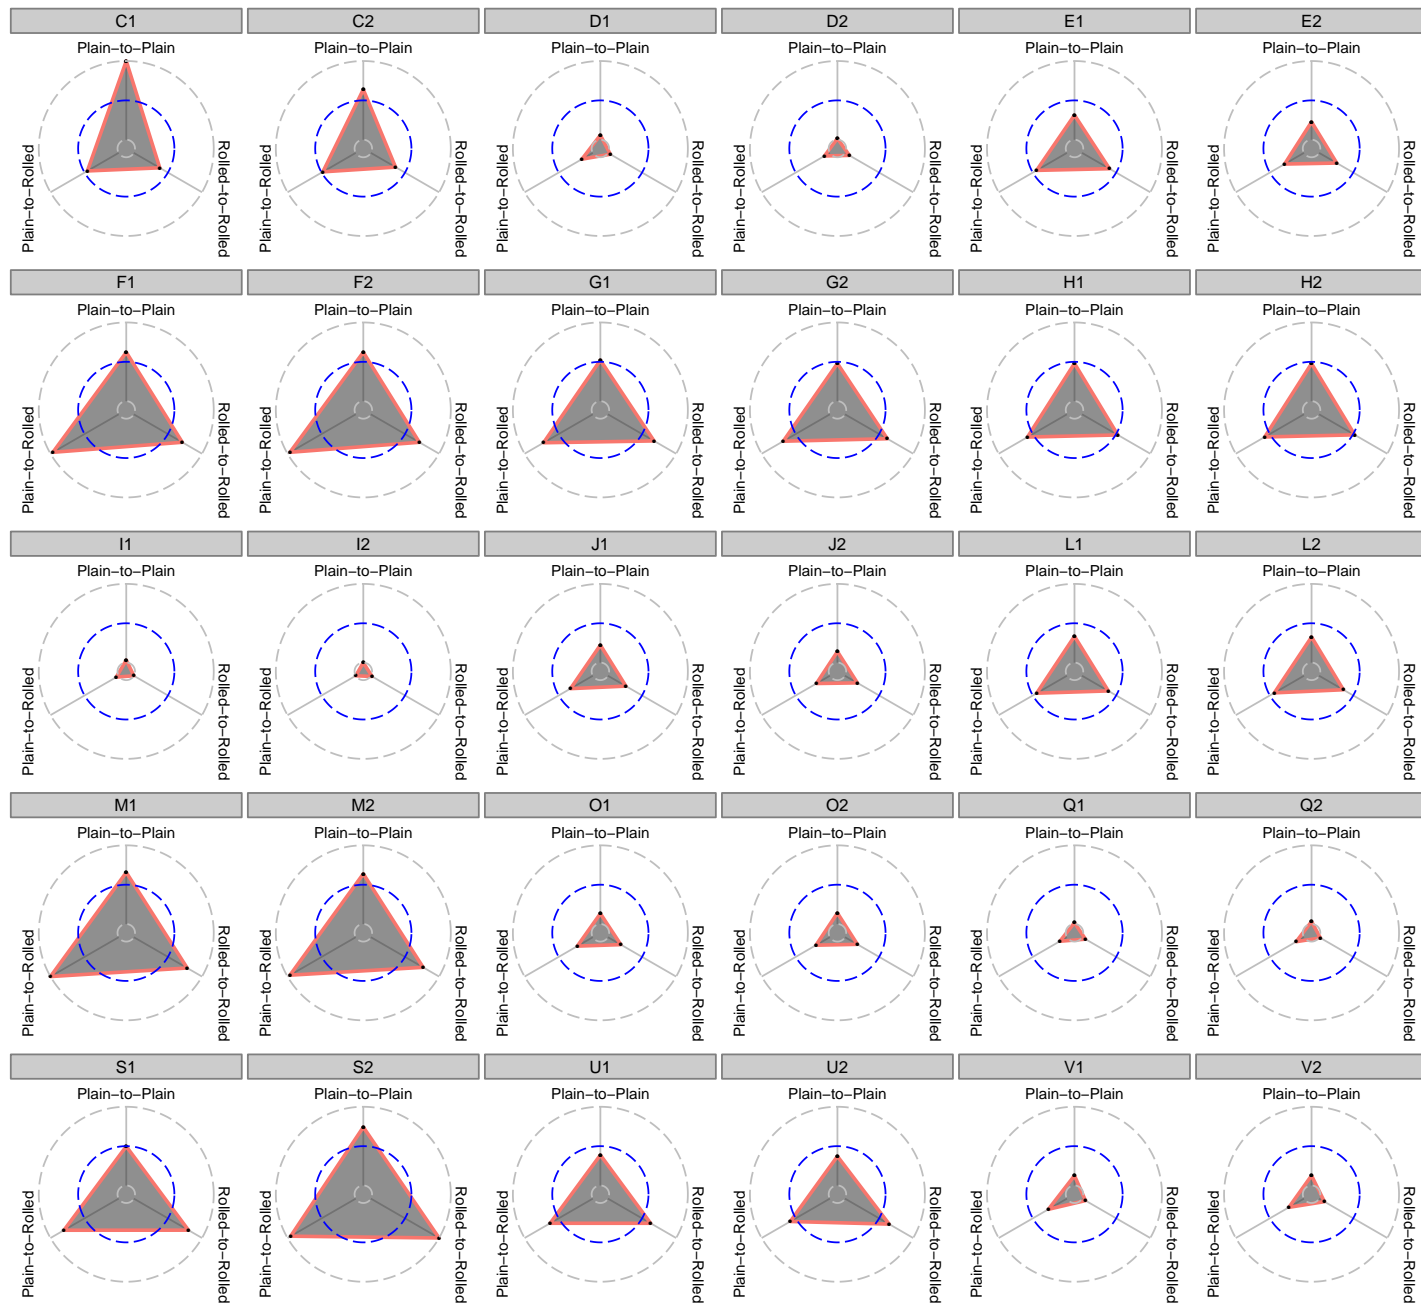 C1 C2 D1 D2 E1 E2
Plain−to−Plain Plain−to−Plain Plain−to−Plain Plain−to−Plain Plain−to−Plain Plain−to−Plain
Plain−to−Rolled Rolled−to−Rolled Plain−to−Rolled Rolled−to−Rolled Plain−to−Rolled Rolled−to−Rolled Plain−to−Rolled Rolled−to−Rolled Plain−to−Rolled Rolled−to−Rolled Plain−to−Rolled Rolled−to−Rolled
F1 F2 G1 G2 H1 H2
Plain−to−Plain Plain−to−Plain Plain−to−Plain Plain−to−Plain Plain−to−Plain Plain−to−Plain
Plain−to−Rolled Rolled−to−Rolled Plain−to−Rolled Rolled−to−Rolled Plain−to−Rolled Rolled−to−Rolled Plain−to−Rolled Rolled−to−Rolled Plain−to−Rolled Rolled−to−Rolled Plain−to−Rolled Rolled−to−Rolled
I1 I2 J1 J2 L1 L2
Plain−to−Plain Plain−to−Plain Plain−to−Plain Plain−to−Plain Plain−to−Plain Plain−to−Plain
Plain−to−Rolled Rolled−to−Rolled Plain−to−Rolled Rolled−to−Rolled Plain−to−Rolled Rolled−to−Rolled Plain−to−Rolled Rolled−to−Rolled Plain−to−Rolled Rolled−to−Rolled Plain−to−Rolled Rolled−to−Rolled
M1 M2 O1 O2 Q1 Q2
Plain−to−Plain Plain−to−Plain Plain−to−Plain Plain−to−Plain Plain−to−Plain Plain−to−Plain
Plain−to−Rolled Rolled−to−Rolled Plain−to−Rolled Rolled−to−Rolled Plain−to−Rolled Rolled−to−Rolled Plain−to−Rolled Rolled−to−Rolled Plain−to−Rolled Rolled−to−Rolled Plain−to−Rolled Rolled−to−Rolled
S1 S2 U1 U2 V1 V2
Plain−to−Plain Plain−to−Plain Plain−to−Plain Plain−to−Plain Plain−to−Plain Plain−to−Plain
Plain−to−Rolled Rolled−to−Rolled Plain−to−Rolled Rolled−to−Rolled Plain−to−Rolled Rolled−to−Rolled Plain−to−Rolled Rolled−to−Rolled Plain−to−Rolled Rolled−to−Rolled Plain−to−Rolled Rolled−to−Rolled